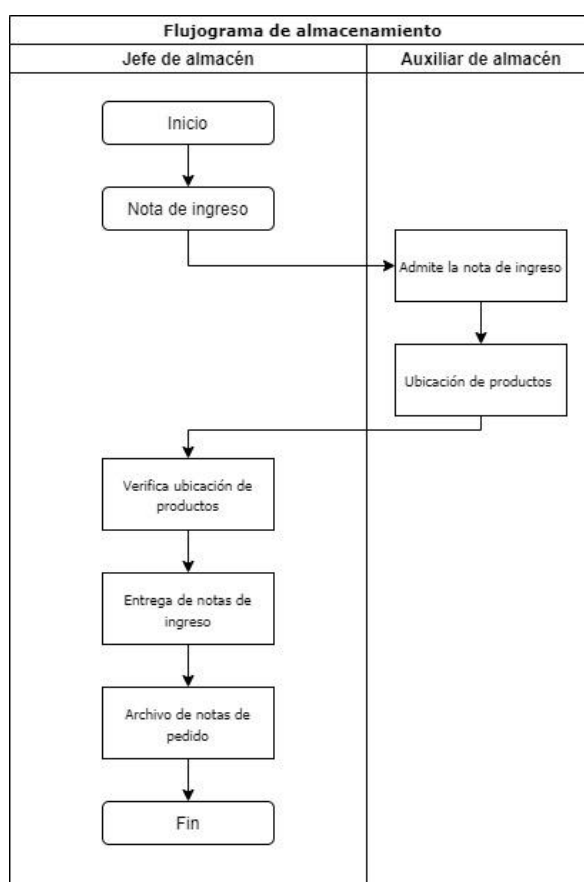 Flujograma de almacenamiento
Jefe de almacén
Auxiliar de almacén
Inicio
Nota de ingreso
Admite la nota de ingreso
Ubicación de productos
Verifica ubicación de
productos
Entrega de notas de
ingreso
Archivo de notas de
pedido
Fin